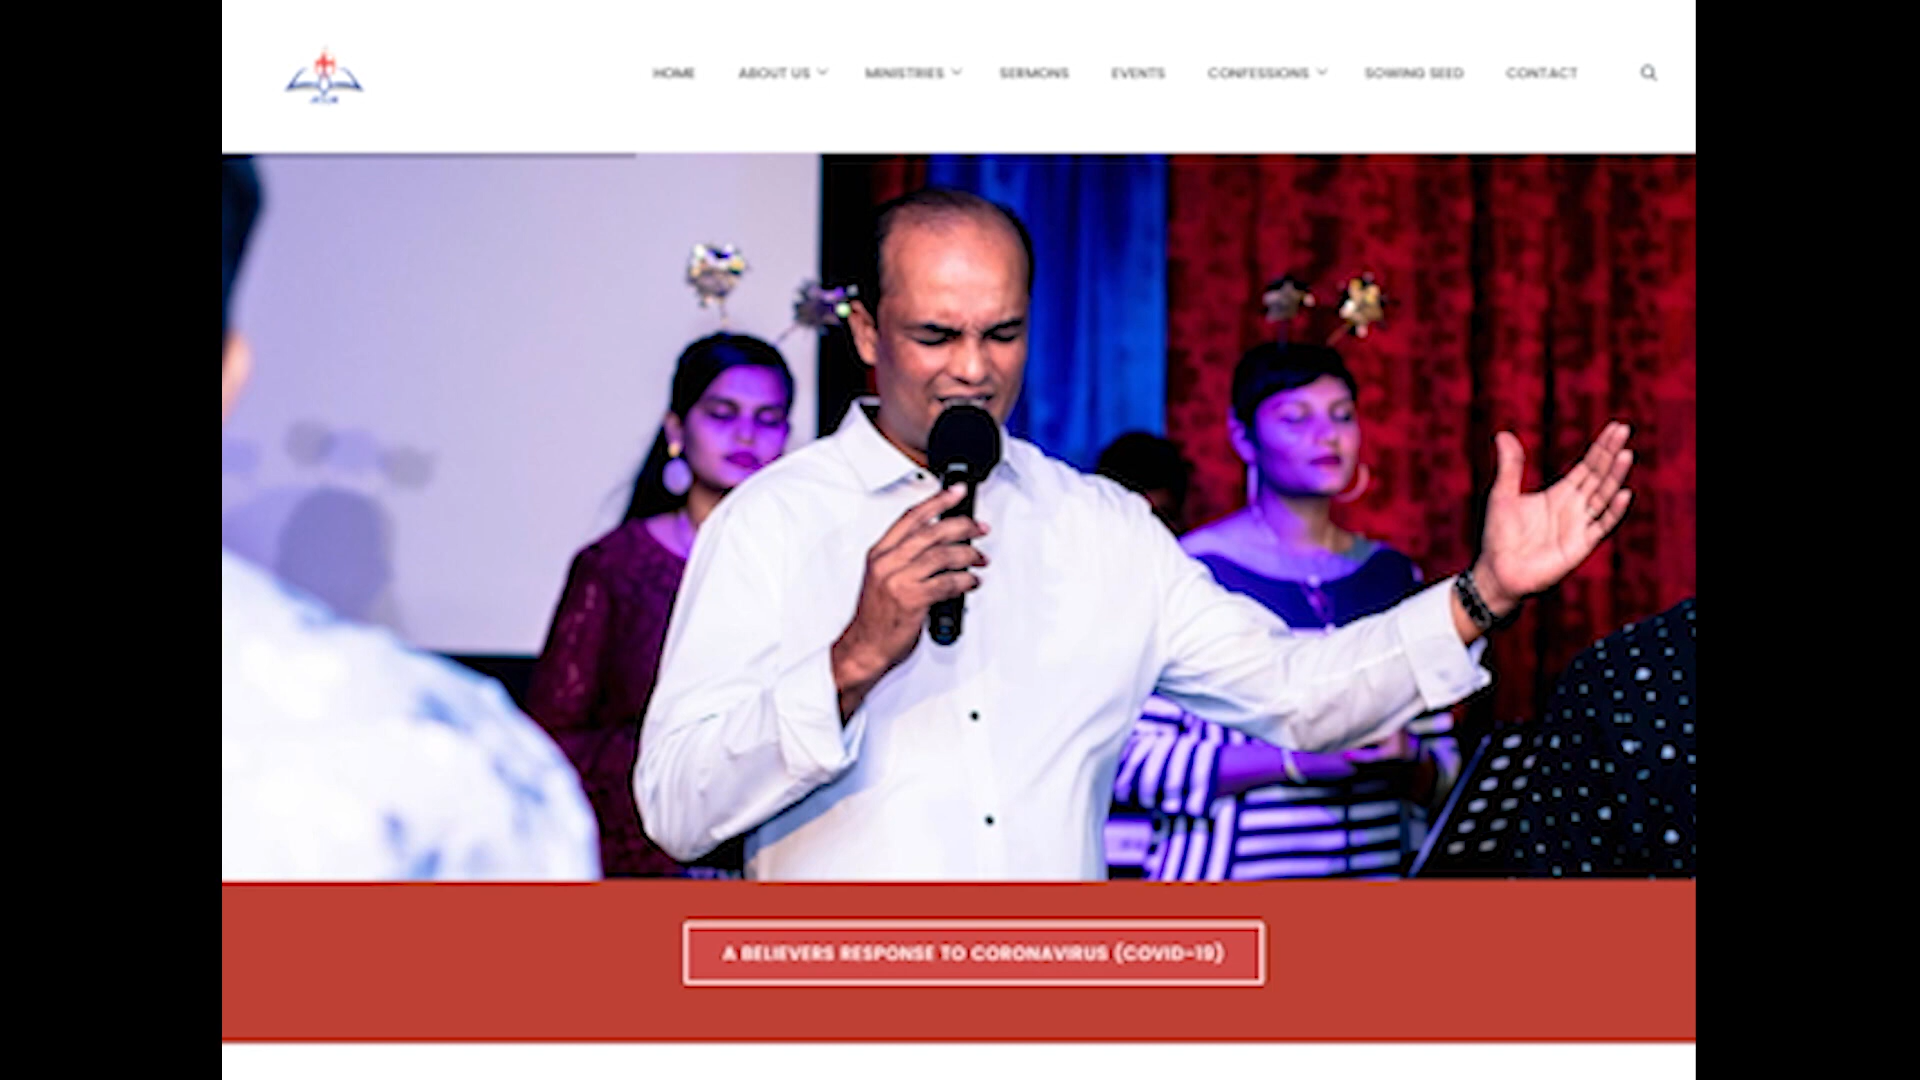 HOME ABOUT US MINISTRIES SERMONS EVENTS CONFESSIONS SOWING SEED CONTACT
A BELIEVERS RESPONSE TO CORONAVIRUS (COVID-19)